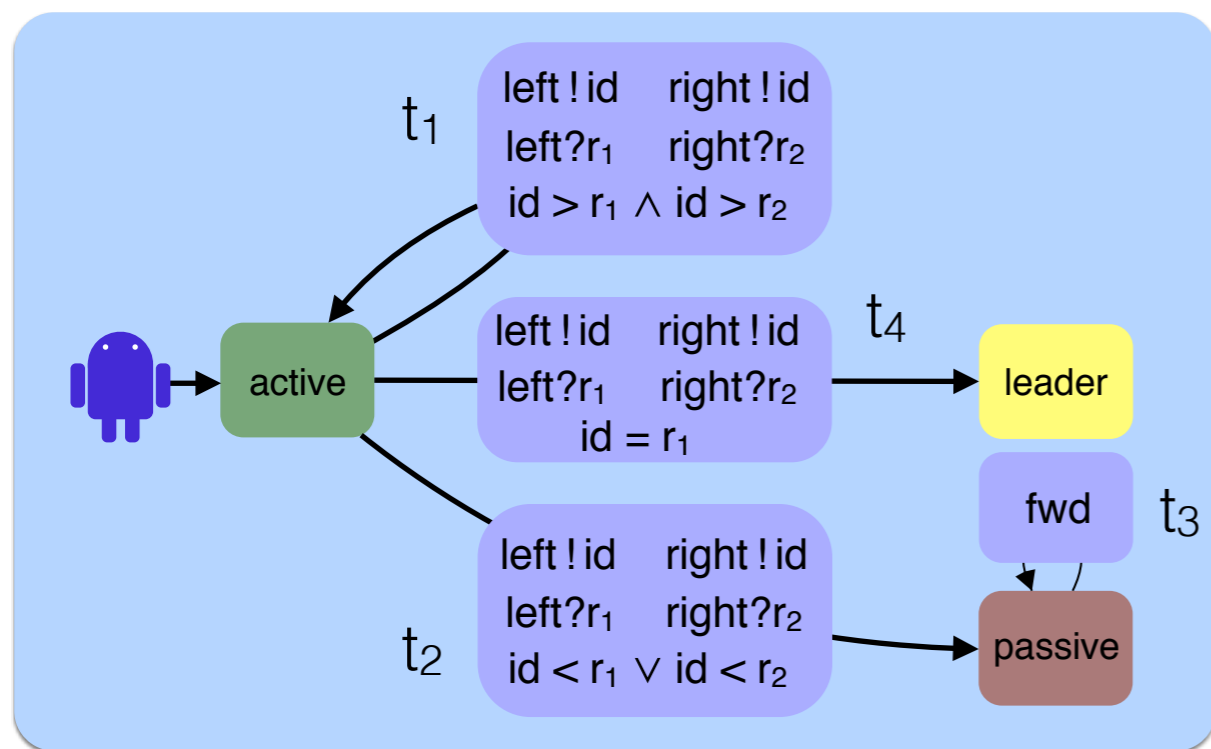 left ! id right ! id
t₁
left?r₁ right?r₂
id > r₁ ∧ id > r₂
left ! id right ! id
t₄
active
left?r₁ right?r₂
leader
id = r₁
fwd
t₃
left ! id right ! id
left?r₁ right?r₂
t₂
id < r₁ ∨ id < r₂
passive